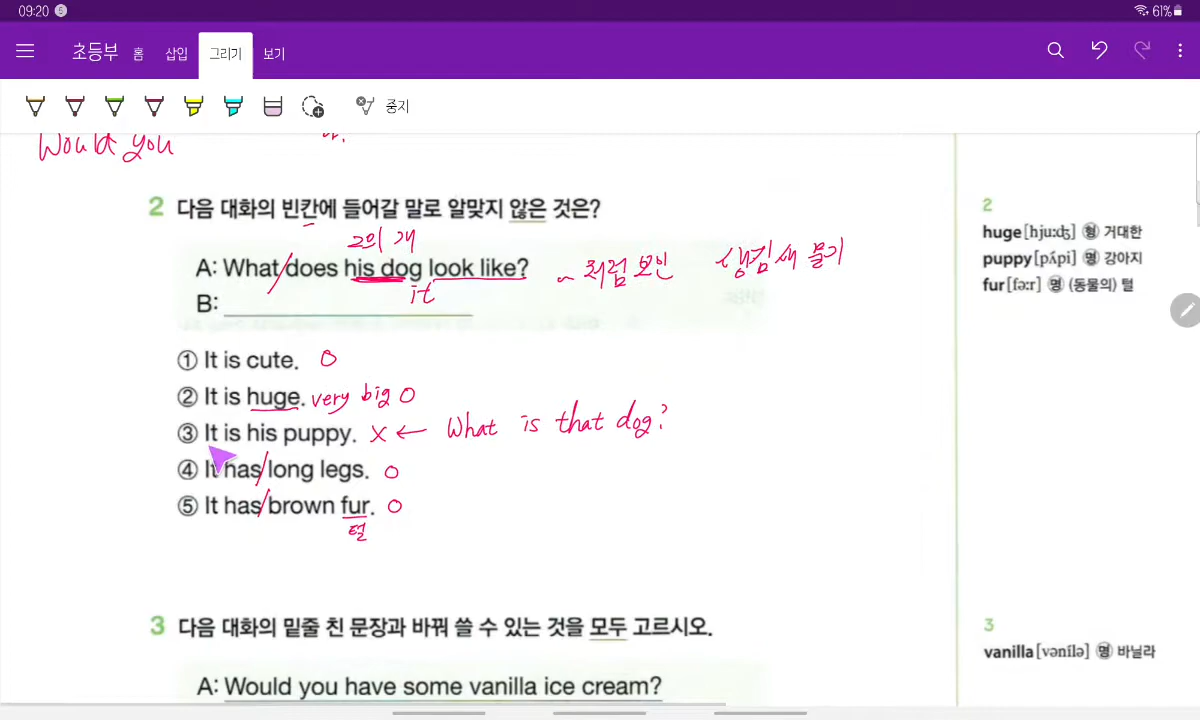 09:20 5 61%
초등부 홈 삽입 그리기 보기
중지
Would you
2 다음 대화의 빈칸에 들어갈 말로 알맞지 않은 것은?
그의 개
A: What/does his dog look like? ~처럼 보인 생김새 묻기
it
B:
① It is cute. O
② It is huge. very big O
③ It is his puppy. X ← What is that dog?
④ It has/long legs. O
⑤ It has/brown fur. O
털
2
huge[hju:dʒ] 형 거대한
puppy[pápi] 명 강아지
fur[fə:r] 명 (동물의) 털
3 다음 대화의 밑줄 친 문장과 바꿔 쓸 수 있는 것을 모두 고르시오.
A: Would you have some vanilla ice cream?
3
vanilla[vənílə] 명 바닐라